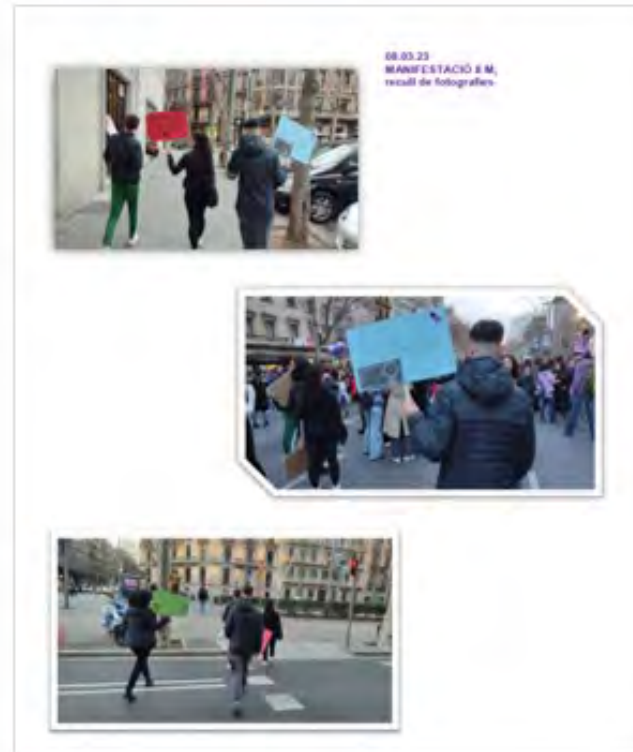 08.03.23
MANIFESTACIÓ 8 M,
recull de fotografies